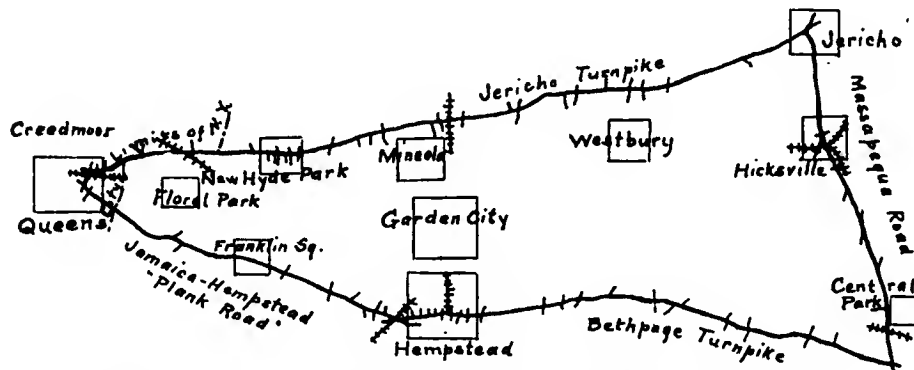 Jericho
Jericho Turnpike
Creedmoor
Limits of N.Y.
City
Massapequa Road
Westbury
Mineola
New Hyde Park
Hicksville
Floral Park
Queens
Garden City
Franklin Sq.
Jamaica-Hempstead
"Plank Road"
Central
Park
Bethpage Turnpike
Hempstead